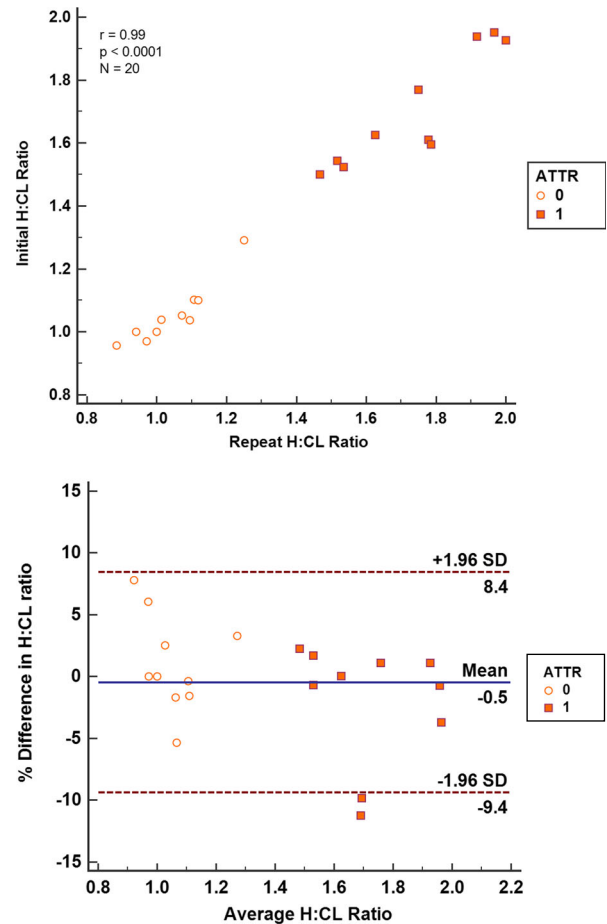 r = 0.99
p < 0.0001
N = 20
2.0
1.8
1.6
1.4
1.2
1.0
0.8
Initial H:CL Ratio
0.8 1.0 1.2 1.4 1.6 1.8 2.0
Repeat H:CL Ratio
ATTR
0
1
15
10
5
0
-5
-10
-15
% Difference in H:CL ratio
+1.96 SD
8.4
Mean
-0.5
-1.96 SD
-9.4
0.8 1.0 1.2 1.4 1.6 1.8 2.0 2.2
Average H:CL Ratio
ATTR
0
1